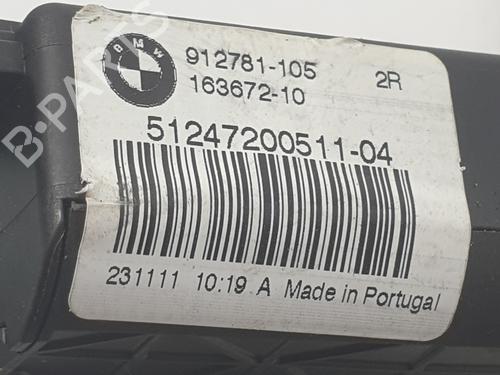 BMW
912781-105 2R
163672-10
51247200511-04
231111 10:19 A Made in Portugal
B-PARTS